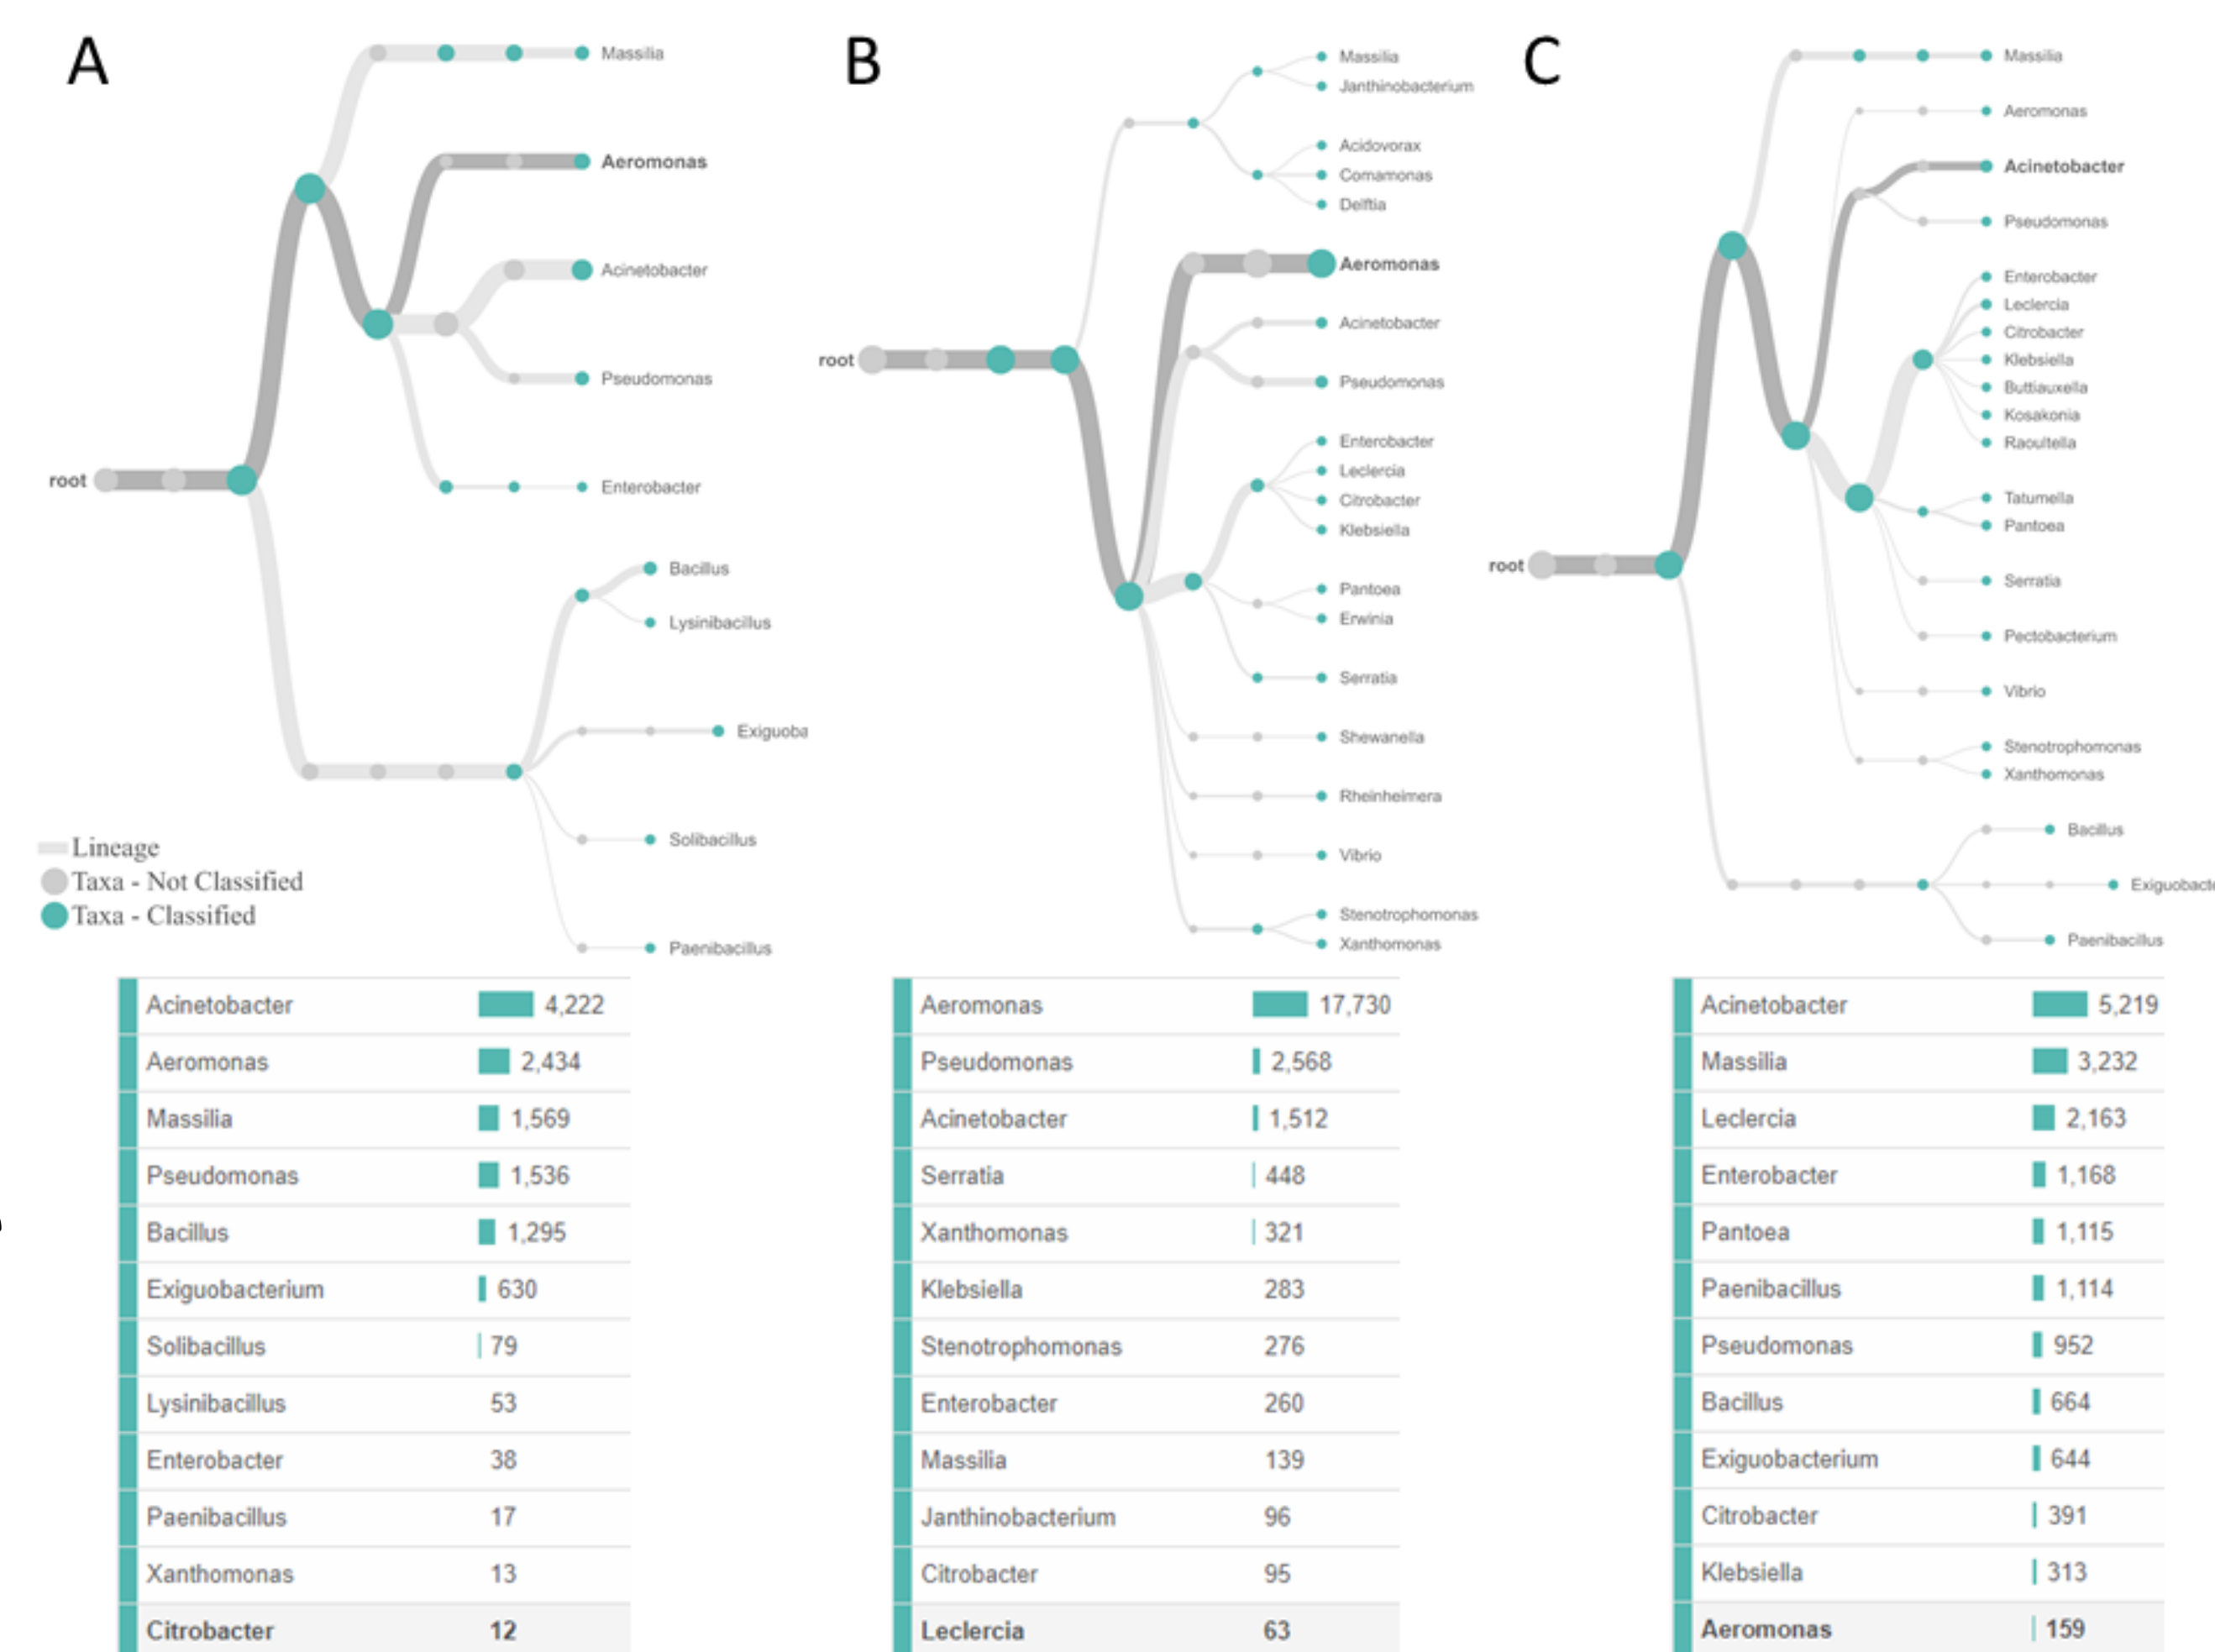 A
Massilia
Aeromonas
Acinetobacter
Pseudomonas
root
Enterobacter
Bacillus
Lysinibacillus
Exiguoba
Solibacillus
Paenibacillus
Lineage
Taxa - Not Classified
Taxa - Classified
B
Massilia
Janthinobacterium
Acidovorax
Comamonas
Delftia
Aeromonas
Acinetobacter
root
Pseudomonas
Enterobacter
Leclercia
Citrobacter
Klebsiella
Pantoea
Erwinia
Serratia
Shewanella
Rheinheimera
Vibrio
Stenotrophomonas
Xanthomonas
C
Massilia
Aeromonas
Acinetobacter
Pseudomonas
Enterobacter
Leclercia
Citrobacter
Klebsiella
Buttiauxella
Kosakonia
Raoultella
Tatumella
Pantoea
root
Serratia
Pectobacterium
Vibrio
Stenotrophomonas
Xanthomonas
Bacillus
Exiguobacte
Paenibacillus
Acinetobacter 4,222
Aeromonas 2,434
Massilia 1,569
Pseudomonas 1,536
Bacillus 1,295
Exiguobacterium 630
Solibacillus 79
Lysinibacillus 53
Enterobacter 38
Paenibacillus 17
Xanthomonas 13
Citrobacter 12
Aeromonas 17,730
Pseudomonas 2,568
Acinetobacter 1,512
Serratia 448
Xanthomonas 321
Klebsiella 283
Stenotrophomonas 276
Enterobacter 260
Massilia 139
Janthinobacterium 96
Citrobacter 95
Leclercia 63
Acinetobacter 5,219
Massilia 3,232
Leclercia 2,163
Enterobacter 1,168
Pantoea 1,115
Paenibacillus 1,114
Pseudomonas 952
Bacillus 664
Exiguobacterium 644
Citrobacter 391
Klebsiella 313
Aeromonas 159